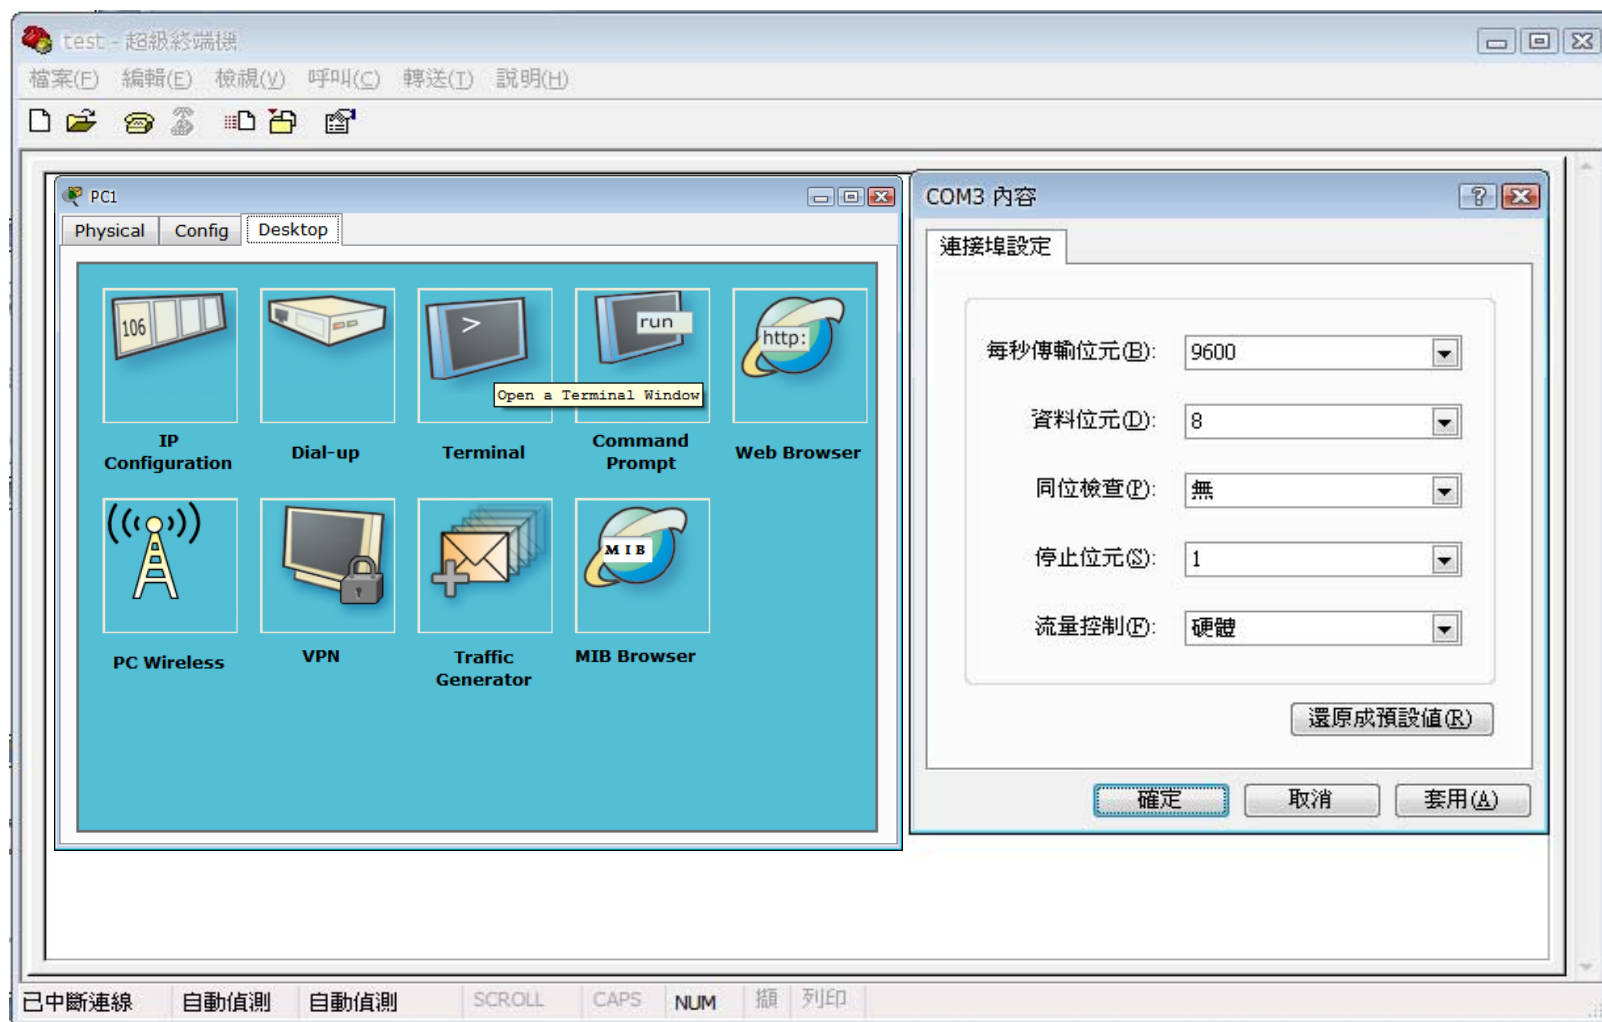 test - 超級終端機
檔案(F) 編輯(E) 檢視(V) 呼叫(C) 轉送(T) 說明(H)
PC1
Physical Config Desktop
106
>
run
http:
Open a Terminal Window
IP Configuration
Dial-up
Terminal
Command Prompt
Web Browser
MIB
?
PC Wireless
VPN
Traffic Generator
MIB Browser
COM3 內容
?
連接埠設定
每秒傳輸位元(B): 9600
資料位元(D): 8
同位檢查(P): 無
停止位元(S): 1
流量控制(F): 硬體
還原成預設值(R)
確定 取消 套用(A)
已中斷連線 自動偵測 自動偵測 SCROLL CAPS NUM 擷 列印